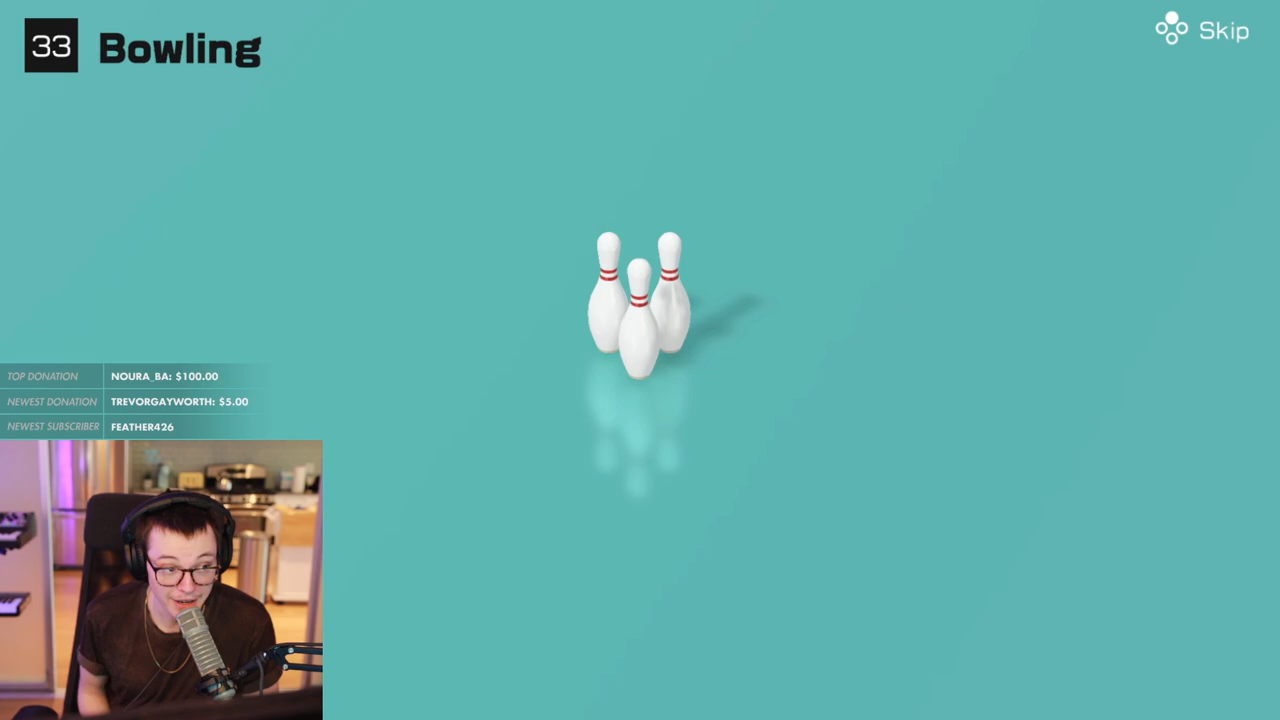 33 Bowling
Skip
TOP DONATION NOURA_BA: $100.00
NEWEST DONATION TREVORGAYWORTH: $5.00
NEWEST SUBSCRIBER FEATHER426